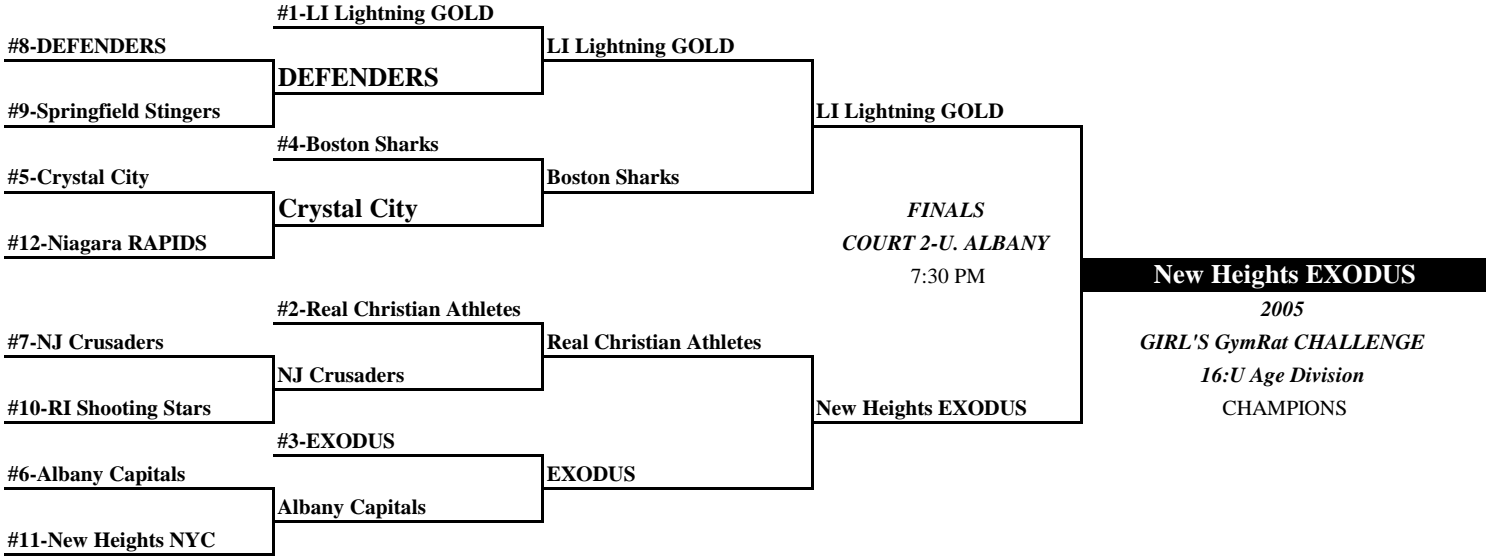 #1-LI Lightning GOLD
#8-DEFENDERS
LI Lightning GOLD
DEFENDERS
#9-Springfield Stingers
LI Lightning GOLD
#4-Boston Sharks
#5-Crystal City
Boston Sharks
Crystal City
FINALS
#12-Niagara RAPIDS
COURT 2-U. ALBANY
7:30 PM
New Heights EXODUS
#2-Real Christian Athletes
2005
#7-NJ Crusaders
Real Christian Athletes
GIRL'S GymRat CHALLENGE
NJ Crusaders
16:U Age Division
#10-RI Shooting Stars
New Heights EXODUS
CHAMPIONS
#3-EXODUS
#6-Albany Capitals
EXODUS
Albany Capitals
#11-New Heights NYC